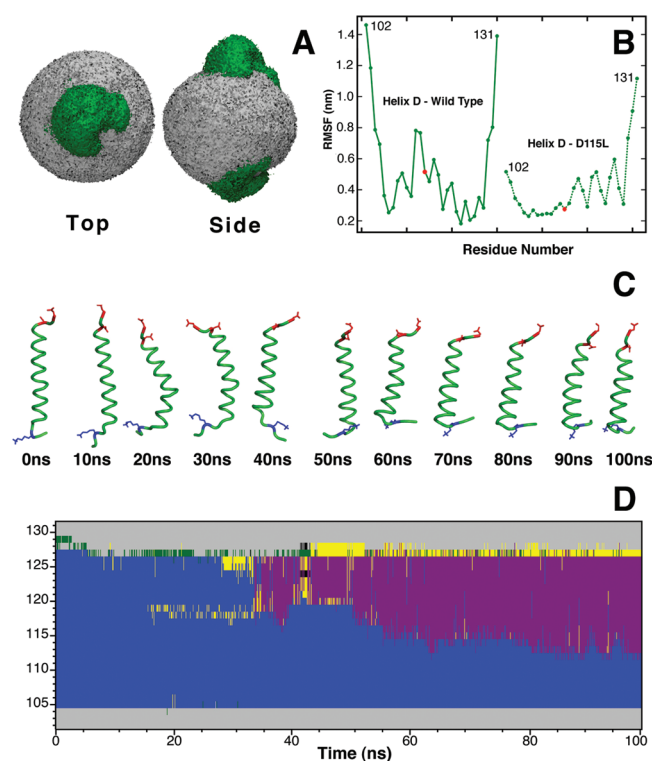 A
Top
Side
B
RMSF (nm)
1.4
1.2
1.0
0.8
0.6
0.4
0.2
102
131
Helix D - Wild Type
131
Helix D - D115L
102
Residue Number
C
0ns 10ns 20ns 30ns 40ns 50ns 60ns 70ns 80ns 90ns 100ns
D
130
125
120
115
110
105
0 20 40 60 80 100
Time (ns)